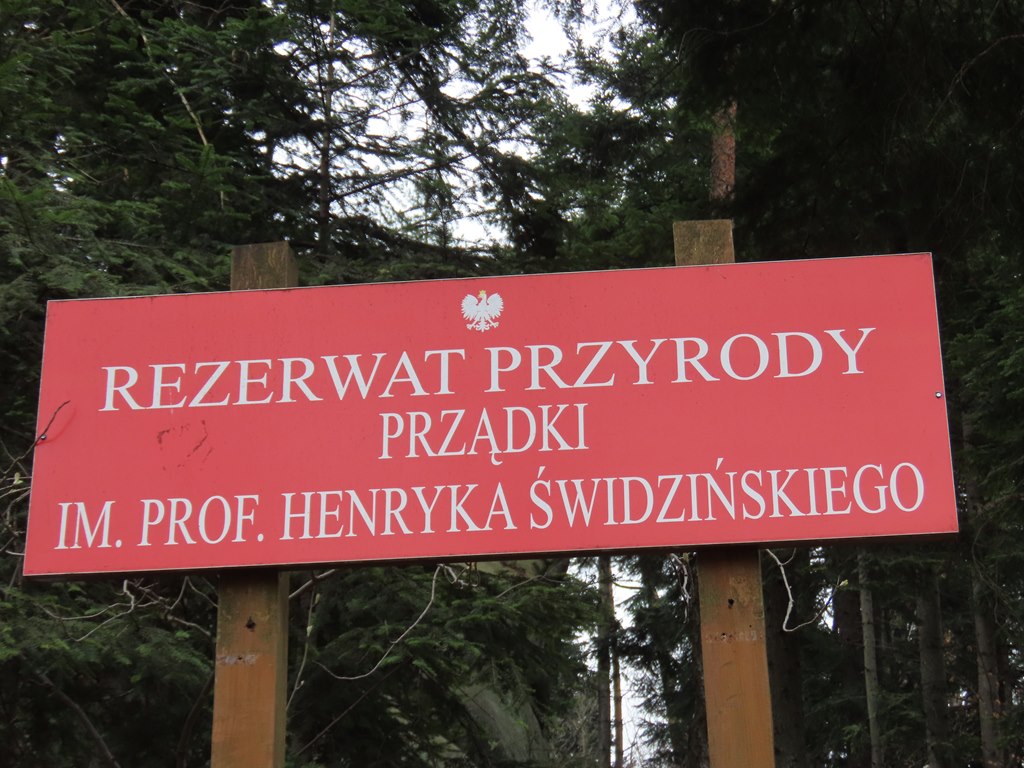 REZERWAT PRZYRODY
PRZĄDKI
IM. PROF. HENRYKA ŚWIDZIŃSKIEGO